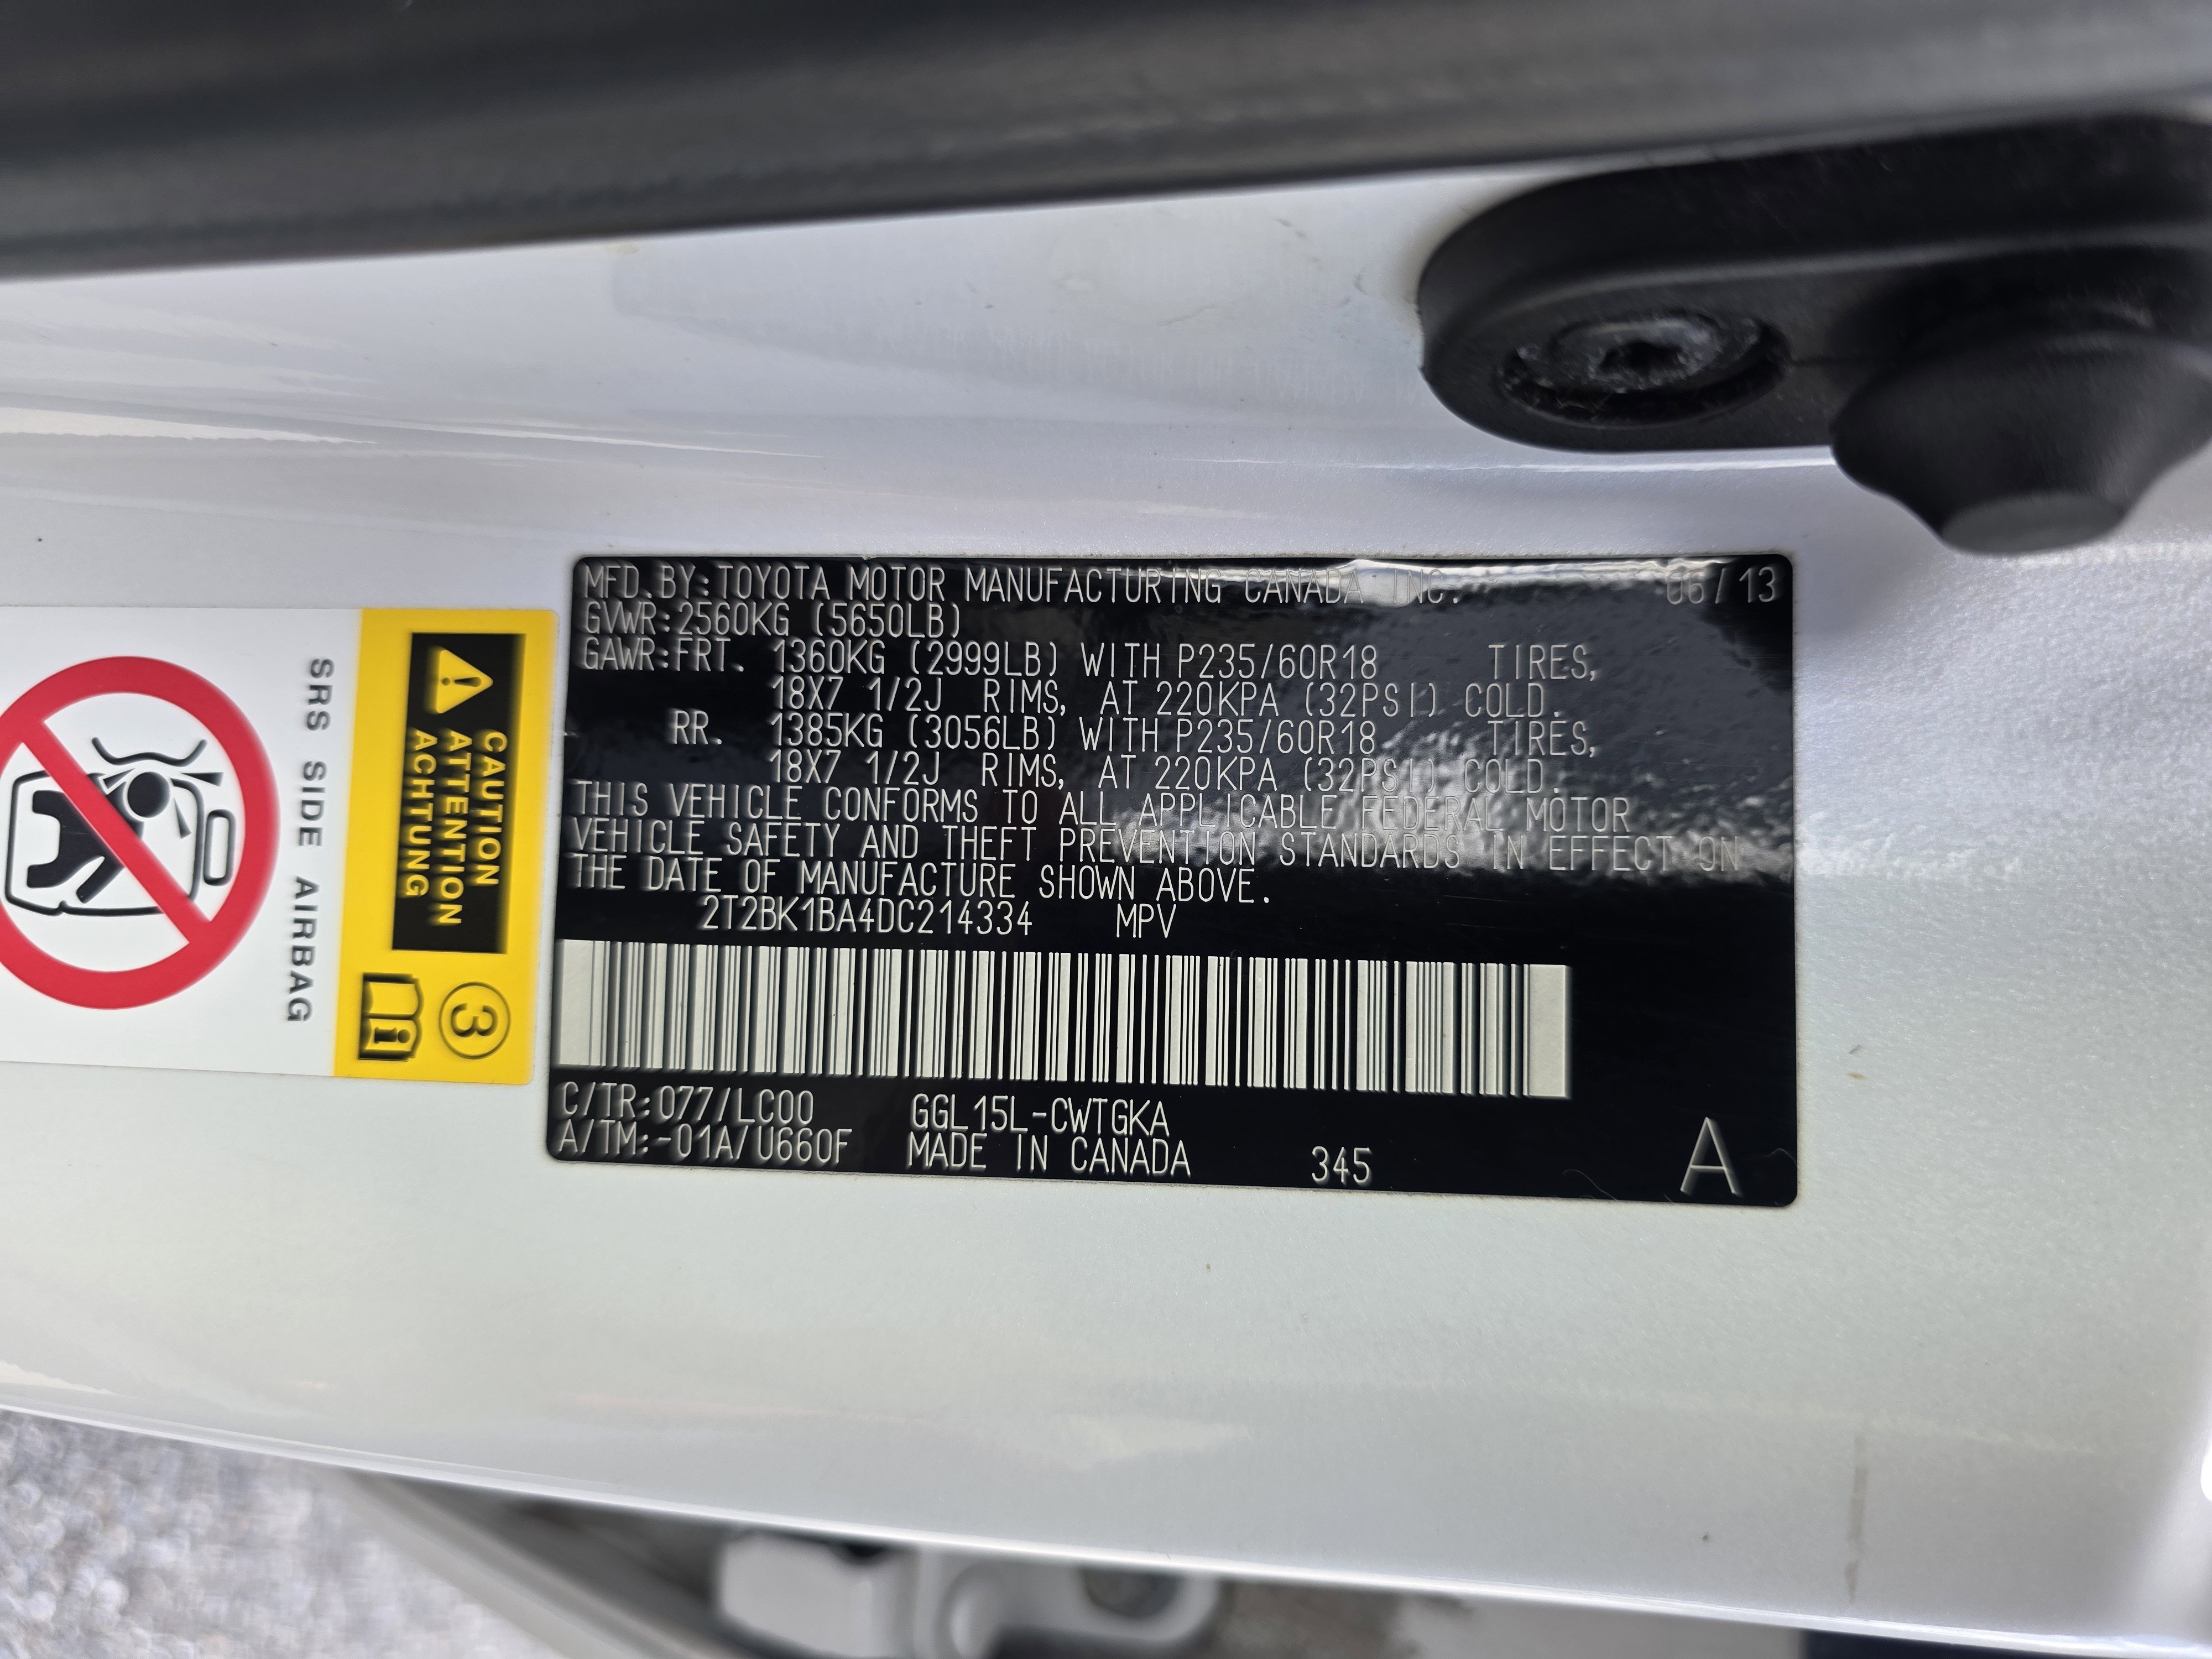 MFD.BY:TOYOTA MOTOR MANUFACTURING CANADA INC. 06/13
GVWR:2560KG (5650LB)
GAWR:FRT. 1360KG (2999LB) WITH P235/60R18 TIRES,
18X7 1/2J RIMS, AT 220KPA (32PSI) COLD.
RR. 1385KG (3056LB) WITH P235/60R18 TIRES,
18X7 1/2J RIMS, AT 220KPA (32PSI) COLD.
THIS VEHICLE CONFORMS TO ALL APPLICABLE FEDERAL MOTOR
VEHICLE SAFETY AND THEFT PREVENTION STANDARDS IN EFFECT ON
THE DATE OF MANUFACTURE SHOWN ABOVE.
2T2BK1BA4DC214334 MPV
C/TR:077/LC00 GGL15L-CWTGKA
A/TM:-01A/U660F MADE IN CANADA 345 A
CAUTION
ATTENTION
ACHTUNG
3
i
SRS SIDE AIRBAG